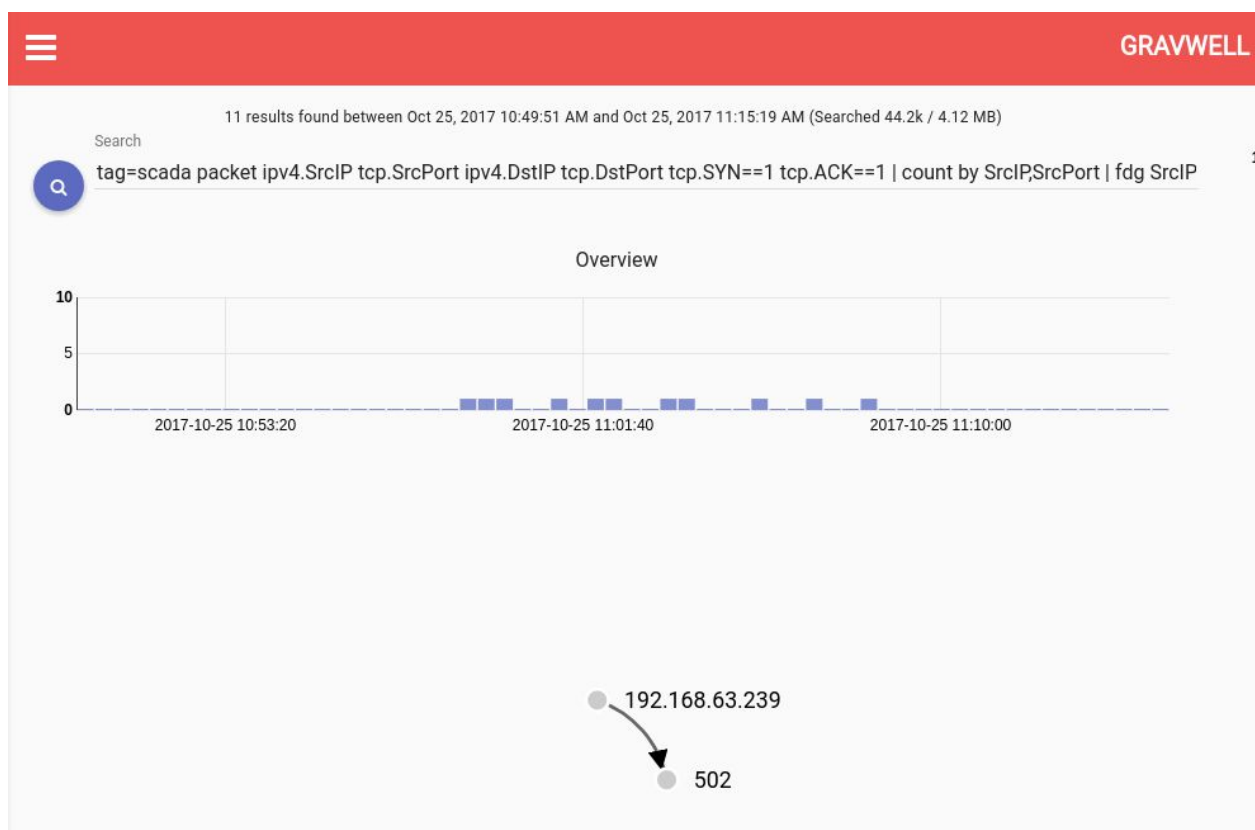 GRAVWELL
11 results found between Oct 25, 2017 10:49:51 AM and Oct 25, 2017 11:15:19 AM (Searched 44.2k / 4.12 MB)
Search
tag=scada packet ipv4.SrcIP tcp.SrcPort ipv4.DstIP tcp.DstPort tcp.SYN==1 tcp.ACK==1 | count by SrcIP,SrcPort | fdg SrcIP
Overview
10
5
0
2017-10-25 10:53:20 2017-10-25 11:01:40 2017-10-25 11:10:00
192.168.63.239
502